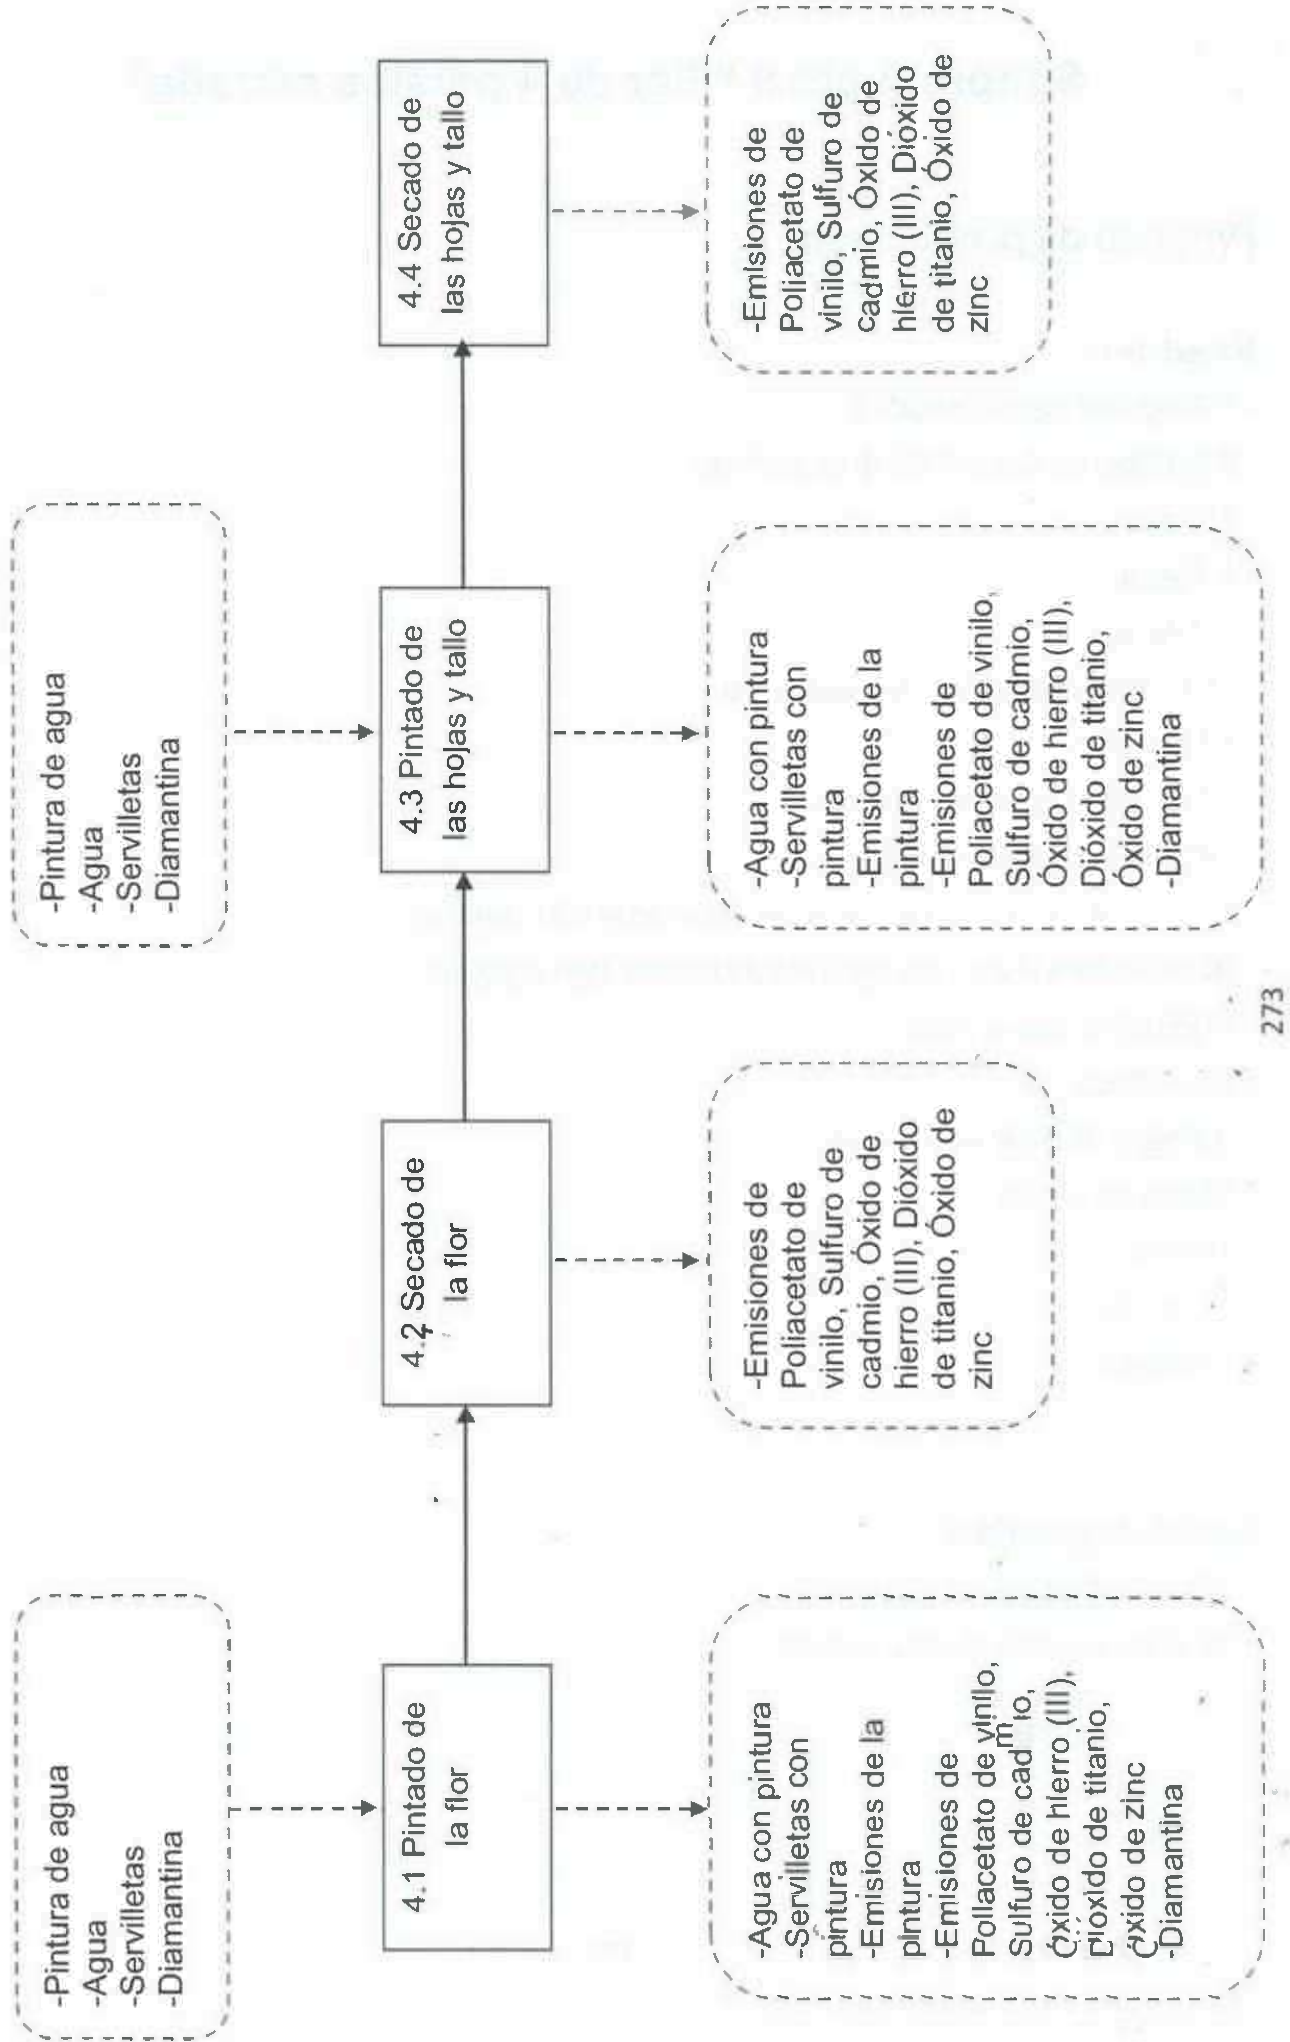 -Pintura de agua
-Agua
-Servilletas
-Diamantina
-Pintura de agua
-Agua
-Servilletas
-Diamantina
4.1 Pintado de
la flor
4.2 Secado de
la flor
4.3 Pintado de
las hojas y tallo
4.4 Secado de
las hojas y tallo
-Agua con pintura
-Servilletas con
pintura
-Emisiones de la
pintura
-Emisiones de
Poliacetato de vinilo,
Sulfuro de cadmio,
Óxido de hierro (III),
Dióxido de titanio,
Óxido de zinc
-Diamantina
-Emisiones de
Poliacetato de
vinilo, Sulfuro de
cadmio, Óxido de
hierro (III), Dióxido
de titanio, Óxido de
zinc
-Agua con pintura
-Servilletas con
pintura
-Emisiones de la
pintura
-Emisiones de
Poliacetato de vinilo,
Sulfuro de cadmio,
Óxido de hierro (III),
Dióxido de titanio,
Óxido de zinc
-Diamantina
-Emisiones de
Poliacetato de
vinilo, Sulfuro de
cadmio, Óxido de
hierro (III), Dióxido
de titanio, Óxido de
zinc
273